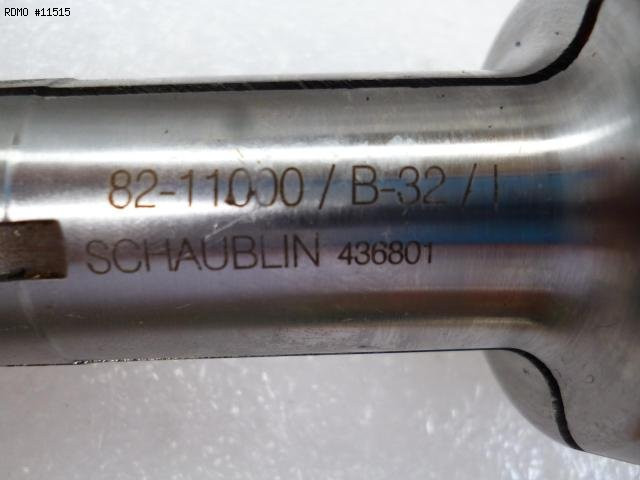 RDMO #11515
82-11000 / B-32 / I
SCHAUBLIN 436801